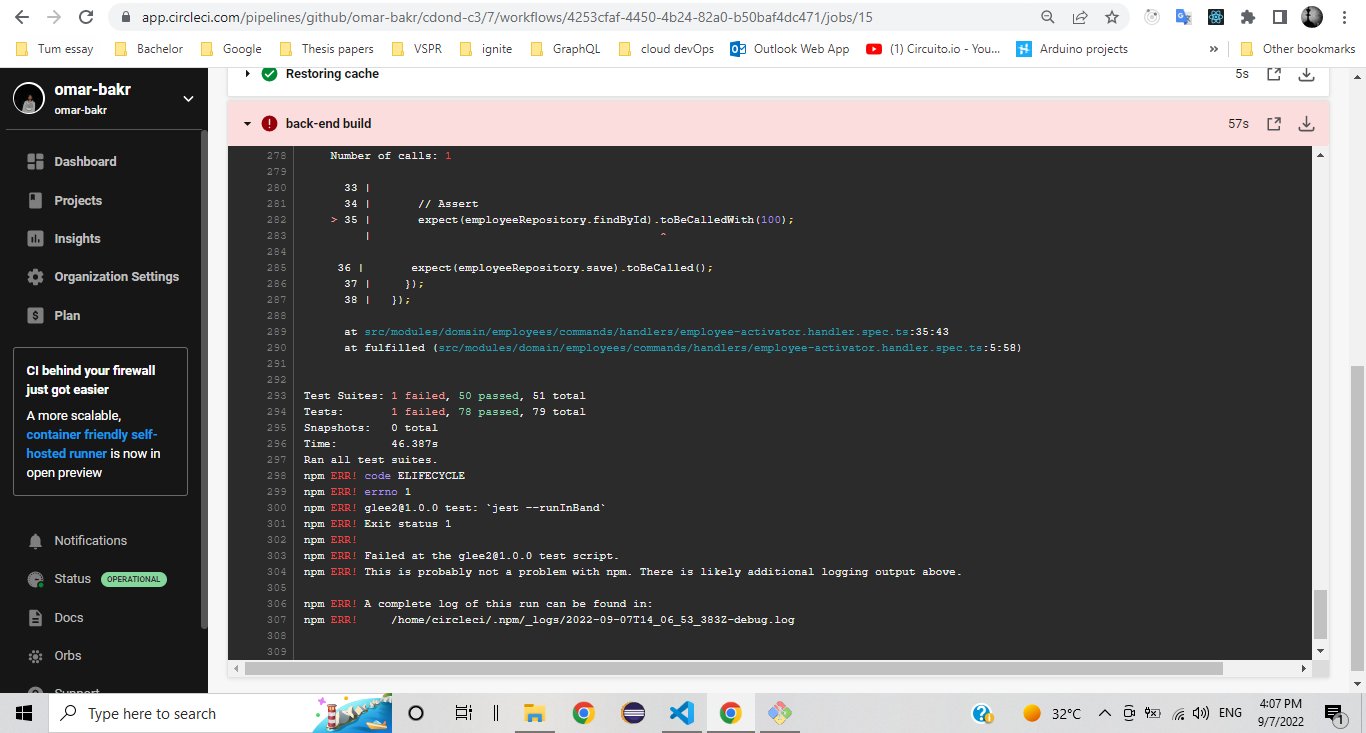 app.circleci.com/pipelines/github/omar-bakr/cdond-c3/7/workflows/4253cfaf-4450-4b24-82a0-b50baf4dc471/jobs/15
Tum essay Bachelor Google Thesis papers VSPR ignite GraphQL cloud devOps Outlook Web App (1) Circuito.io - You... Arduino projects » Other bookmarks
omar-bakr
omar-bakr
Dashboard
Projects
Insights
Organization Settings
Plan
CI behind your firewall
just got easier
A more scalable,
container friendly self-
hosted runner is now in
open preview
Notifications
Status OPERATIONAL
Docs
Orbs
Support
Restoring cache 5s
back-end build 57s
278 Number of calls: 1
279
280 33 |
281 34 | // Assert
282 > 35 | expect(employeeRepository.findById).toBeCalledWith(100);
283 | ^
284
285 36 | expect(employeeRepository.save).toBeCalled();
286 37 | });
287 38 | });
288
289 at src/modules/domain/employees/commands/handlers/employee-activator.handler.spec.ts:35:43
290 at fulfilled (src/modules/domain/employees/commands/handlers/employee-activator.handler.spec.ts:5:58)
291
292
293 Test Suites: 1 failed, 50 passed, 51 total
294 Tests: 1 failed, 78 passed, 79 total
295 Snapshots: 0 total
296 Time: 46.387s
297 Ran all test suites.
298 npm ERR! code ELIFECYCLE
299 npm ERR! errno 1
300 npm ERR! glee2@1.0.0 test: `jest --runInBand`
301 npm ERR! Exit status 1
302 npm ERR!
303 npm ERR! Failed at the glee2@1.0.0 test script.
304 npm ERR! This is probably not a problem with npm. There is likely additional logging output above.
305
306 npm ERR! A complete log of this run can be found in:
307 npm ERR! /home/circleci/.npm/_logs/2022-09-07T14_06_53_383Z-debug.log
308
309
Type here to search
32°C
ENG
4:07 PM
9/7/2022
1